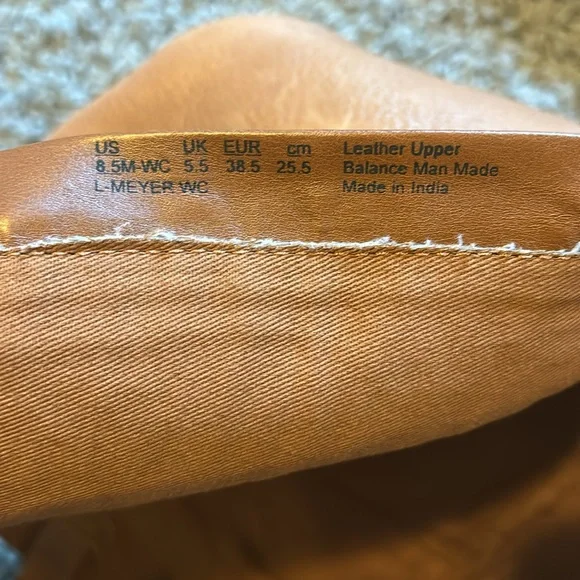 US UK EUR cm Leather Upper
8.5M-WC 5.5 38.5 25.5 Balance Man Made
L-MEYER WC Made in India